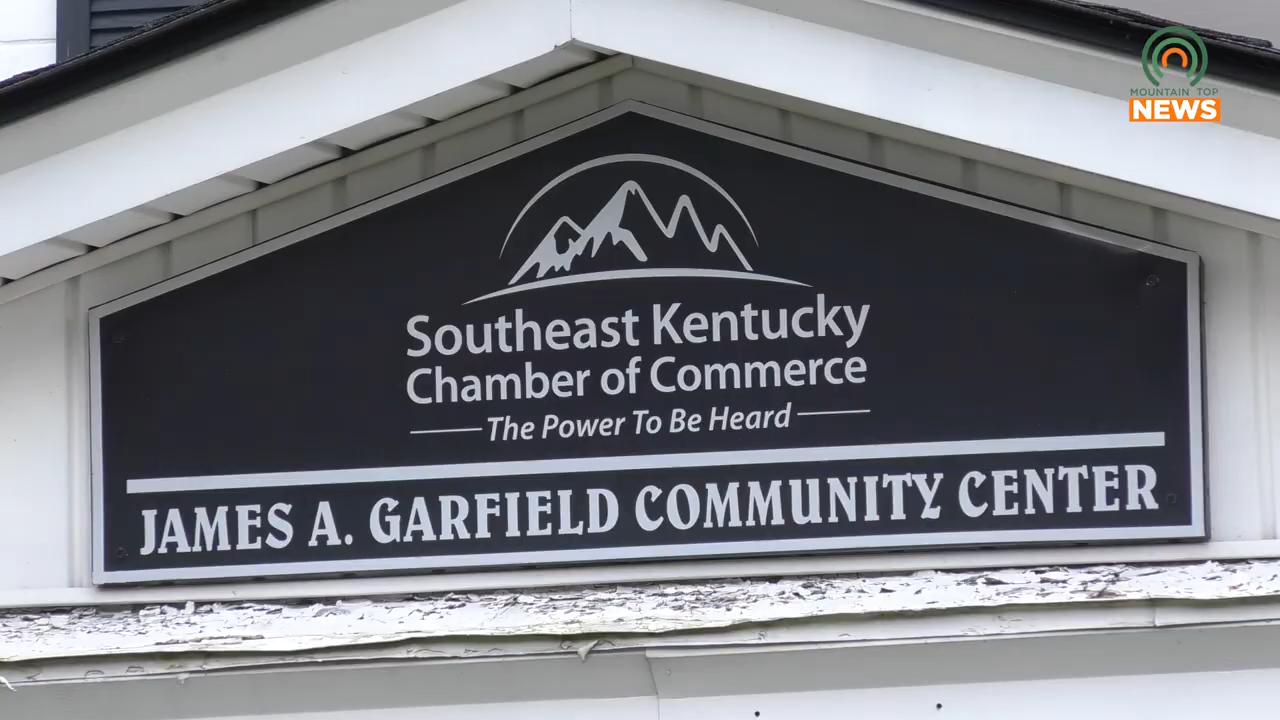 MOUNTAIN TOP
NEWS
Southeast Kentucky
Chamber of Commerce
The Power To Be Heard
JAMES A. GARFIELD COMMUNITY CENTER